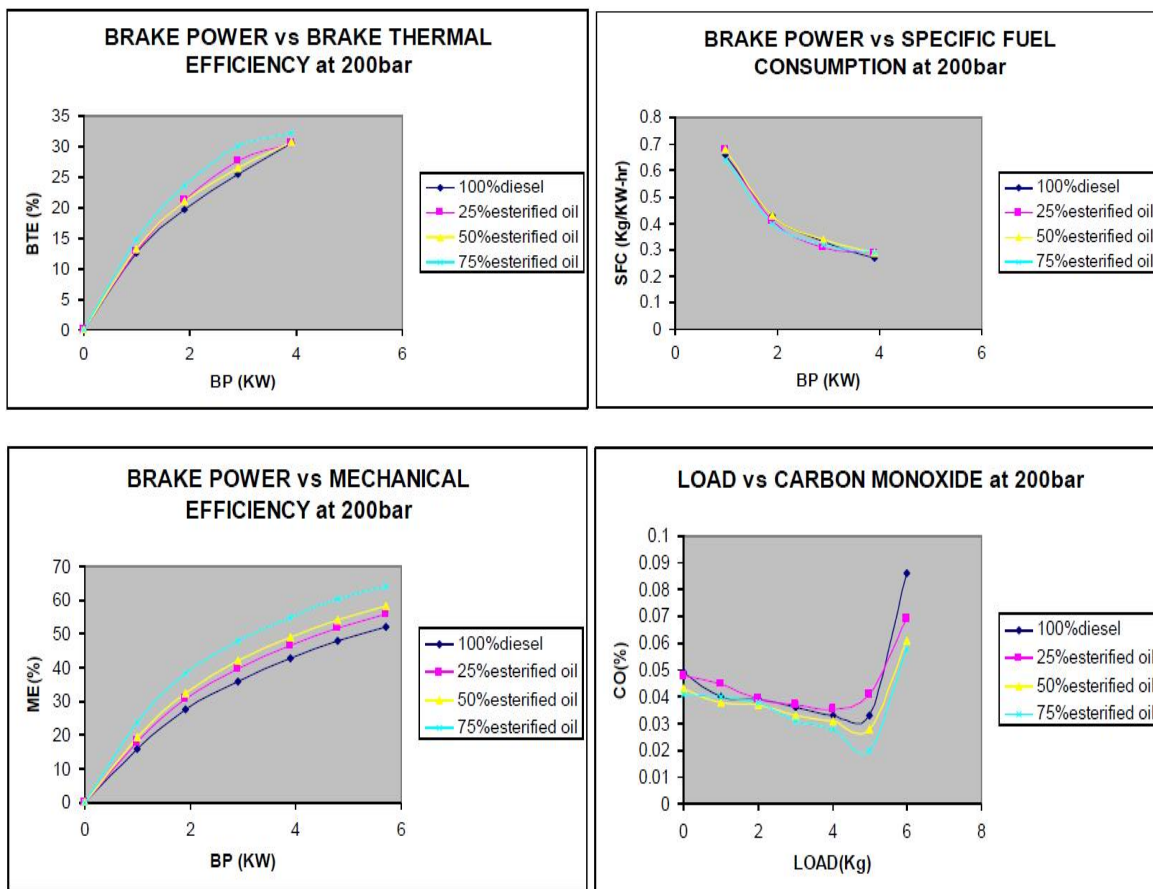 BRAKE POWER vs BRAKE THERMAL
EFFICIENCY at 200bar
35
30
25
20
15
10
5
0
BTE (%)
0
2
4
6
BP (KW)
100%diesel
25%esterified oil
50%esterified oil
75%esterified oil
BRAKE POWER vs SPECIFIC FUEL
CONSUMPTION at 200bar
0.8
0.7
0.6
0.5
0.4
0.3
0.2
0.1
0
SFC (Kg/KW-hr)
0
2
4
6
BP (KW)
100%diesel
25%esterified oil
50%esterified oil
75%esterified oil
BRAKE POWER vs MECHANICAL
EFFICIENCY at 200bar
70
60
50
40
30
20
10
0
ME(%)
0
2
4
6
BP (KW)
100%diesel
25%esterified oil
50%esterified oil
75%esterified oil
LOAD vs CARBON MONOXIDE at 200bar
0.1
0.09
0.08
0.07
0.06
0.05
0.04
0.03
0.02
0.01
0
CO(%)
0
2
4
6
8
LOAD(Kg)
100%diesel
25%esterified oil
50%esterified oil
75%esterified oil